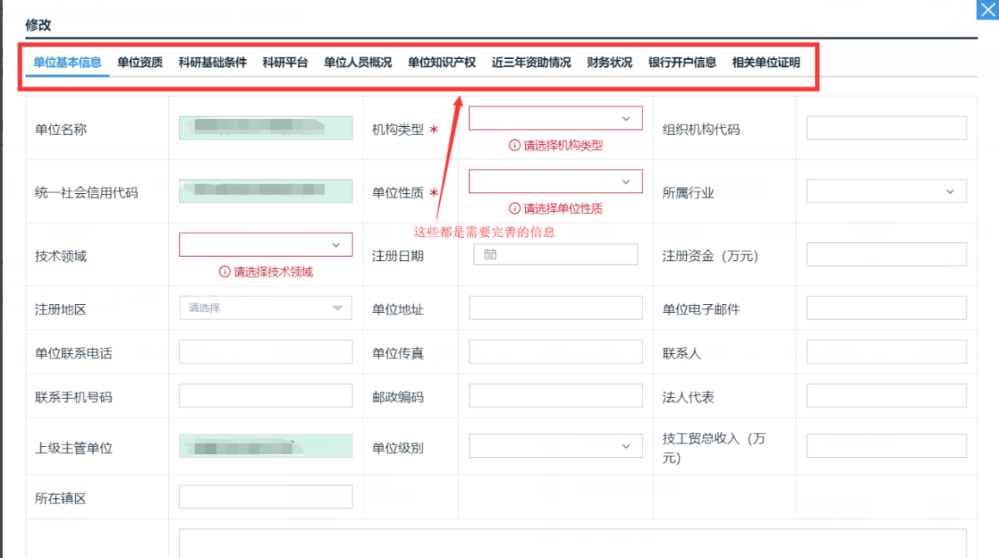 修改
单位基本信息 单位资质 科研基础条件 科研平台 单位人员概况 单位知识产权 近三年资助情况 财务状况 银行开户信息 相关单位证明
单位名称 机构类型 * 组织机构代码
请选择机构类型
统一社会信用代码 单位性质 * 所属行业
请选择单位性质
这些都是需要完善的信息
技术领域 注册日期 注册资金（万元）
请选择技术领域
注册地区 请选择 单位地址 单位电子邮件
单位联系电话 单位传真 联系人
联系手机号码 邮政编码 法人代表
上级主管单位 单位级别 技工贸总收入（万
元）
所在镇区